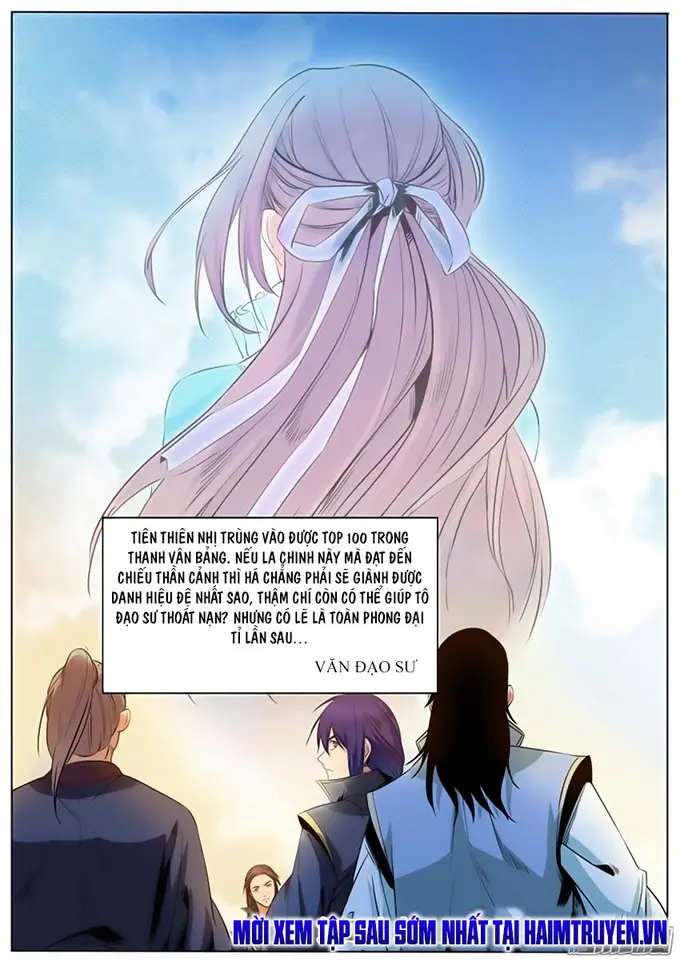 TIÊN THIÊN NHỊ TRÙNG VÀO ĐƯỢC TOP 100 TRONG
THANH VÂN BẢNG. NẾU LA CHINH NÀY MÀ ĐẠT ĐẾN
CHIẾU THẦN CẢNH THÌ HÁ CHẲNG PHẢI SẼ GIÀNH ĐƯỢC
DANH HIỆU ĐỆ NHẤT SAO, THẬM CHÍ CÒN CÓ THỂ GIÚP TÔ
ĐẠO SƯ THOÁT NẠN? NHƯNG CÓ LẼ LÀ TOÀN PHONG ĐẠI
TỈ LẦN SAU...
VĂN ĐẠO SƯ
MỜI XEM TẬP SAU SỚM NHẤT TẠI HAIMTRUYEN.VN